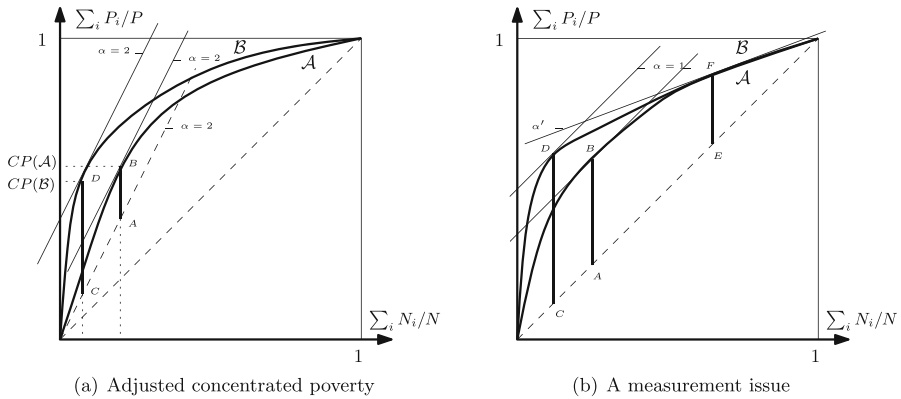 ∑ᵢ Pᵢ/P
1
α = 2
α = 2
ℬ
𝒜
α = 2
CP(𝒜)
CP(ℬ)
D
B
A
C
∑ᵢ Nᵢ/N
1
(a) Adjusted concentrated poverty
∑ᵢ Pᵢ/P
1
ℬ
𝒜
α = 1
F
α′
D
B
E
A
C
∑ᵢ Nᵢ/N
1
(b) A measurement issue